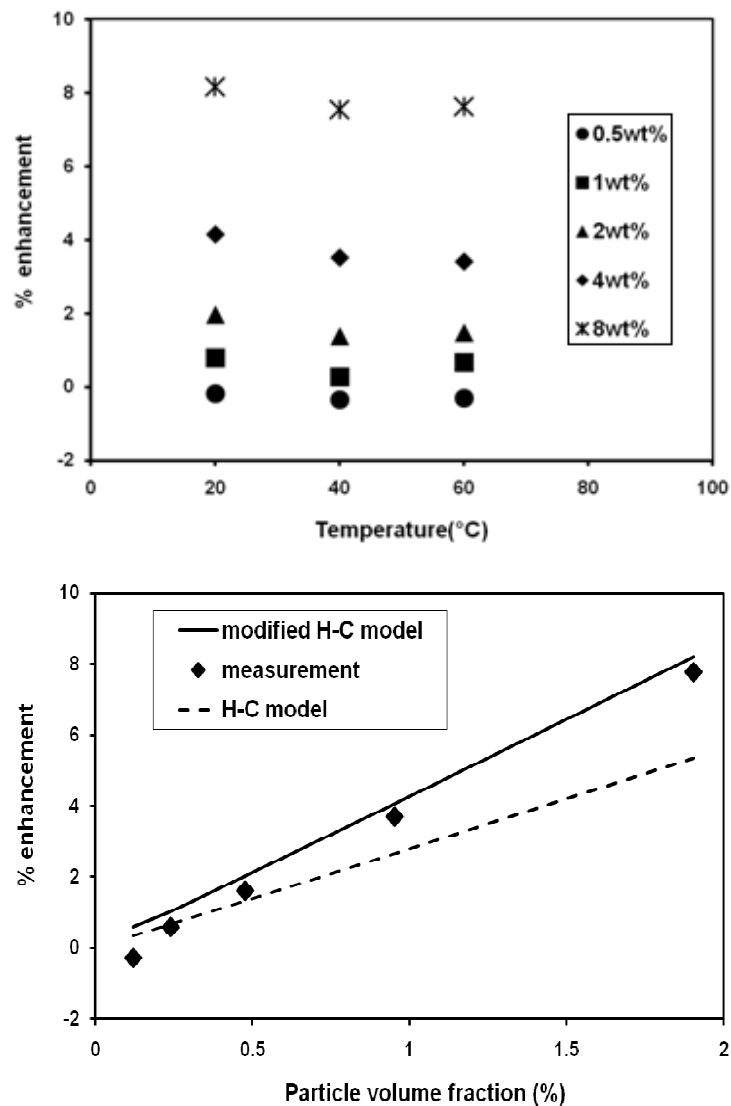 10
8
6
4
2
0
-2
% enhancement
0.5wt%
1wt%
2wt%
4wt%
8wt%
0 20 40 60 80 100
Temperature(°C)
10
8
6
4
2
0
-2
% enhancement
modified H-C model
measurement
H-C model
0 0.5 1 1.5 2
Particle volume fraction (%)